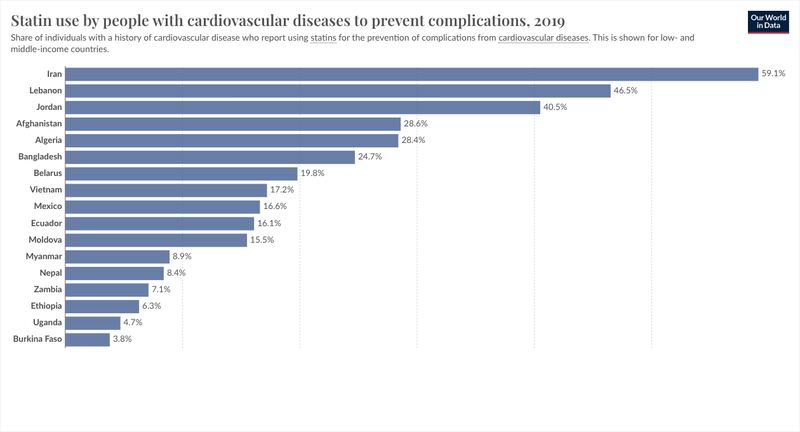 Statin use by people with cardiovascular diseases to prevent complications, 2019
Our World
in Data
Share of individuals with a history of cardiovascular disease who report using statins for the prevention of complications from cardiovascular diseases. This is shown for low- and
middle-income countries.
Iran 59.1%
Lebanon 46.5%
Jordan 40.5%
Afghanistan 28.6%
Algeria 28.4%
Bangladesh 24.7%
Belarus 19.8%
Vietnam 17.2%
Mexico 16.6%
Ecuador 16.1%
Moldova 15.5%
Myanmar 8.9%
Nepal 8.4%
Zambia 7.1%
Ethiopia 6.3%
Uganda 4.7%
Burkina Faso 3.8%